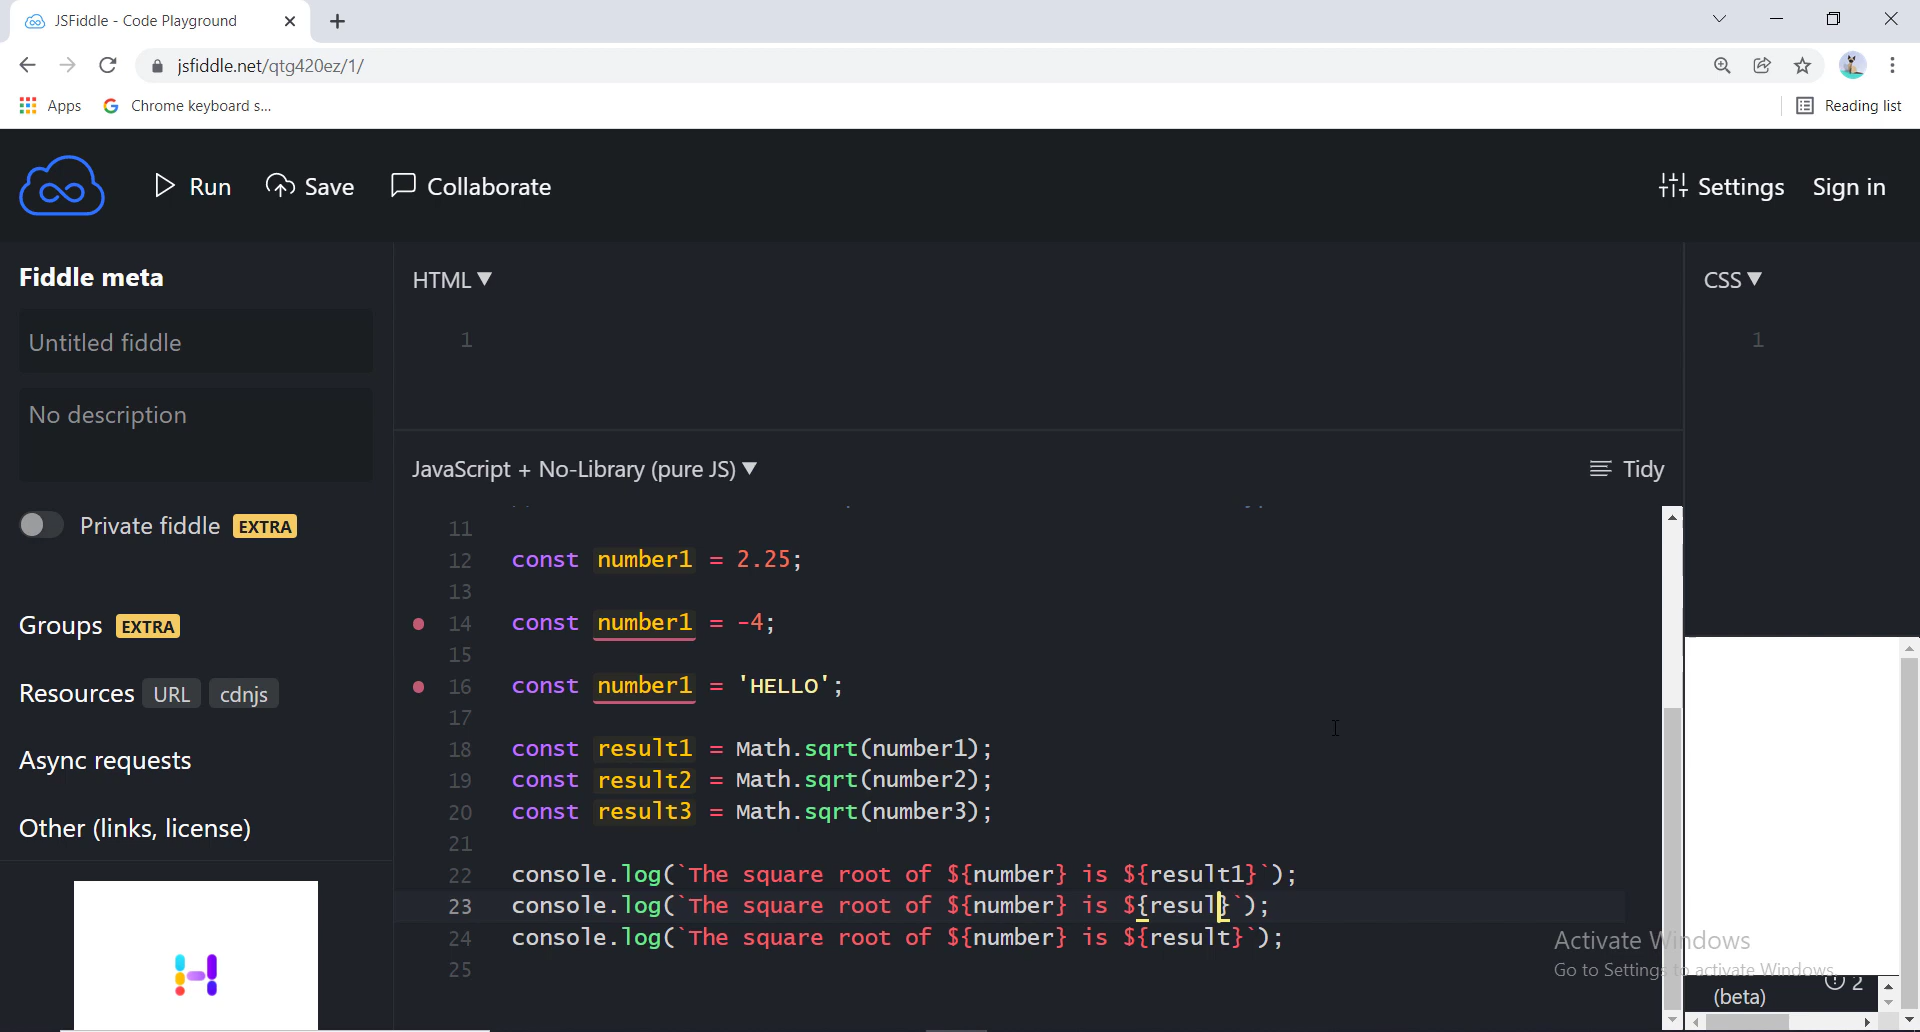 JSFiddle - Code Playground
jsfiddle.net/qtg420ez/1/
Apps Chrome keyboard s... Reading list
Run Save Collaborate Settings Sign in
Fiddle meta
Untitled fiddle
No description
Private fiddle EXTRA
Groups EXTRA
Resources URL cdnjs
Async requests
Other (links, license)
HTML
1
CSS
1
JavaScript + No-Library (pure JS) Tidy
11
12 const number1 = 2.25;
13
14 const number1 = -4;
15
16 const number1 = 'HELLO';
17
18 const result1 = Math.sqrt(number1);
19 const result2 = Math.sqrt(number2);
20 const result3 = Math.sqrt(number3);
21
22 console.log(`The square root of ${number} is ${result1}`);
23 console.log(`The square root of ${number} is ${resul}`);
24 console.log(`The square root of ${number} is ${result}`);
25
Activate Windows
Go to Settings to activate Windows.
(beta) 2